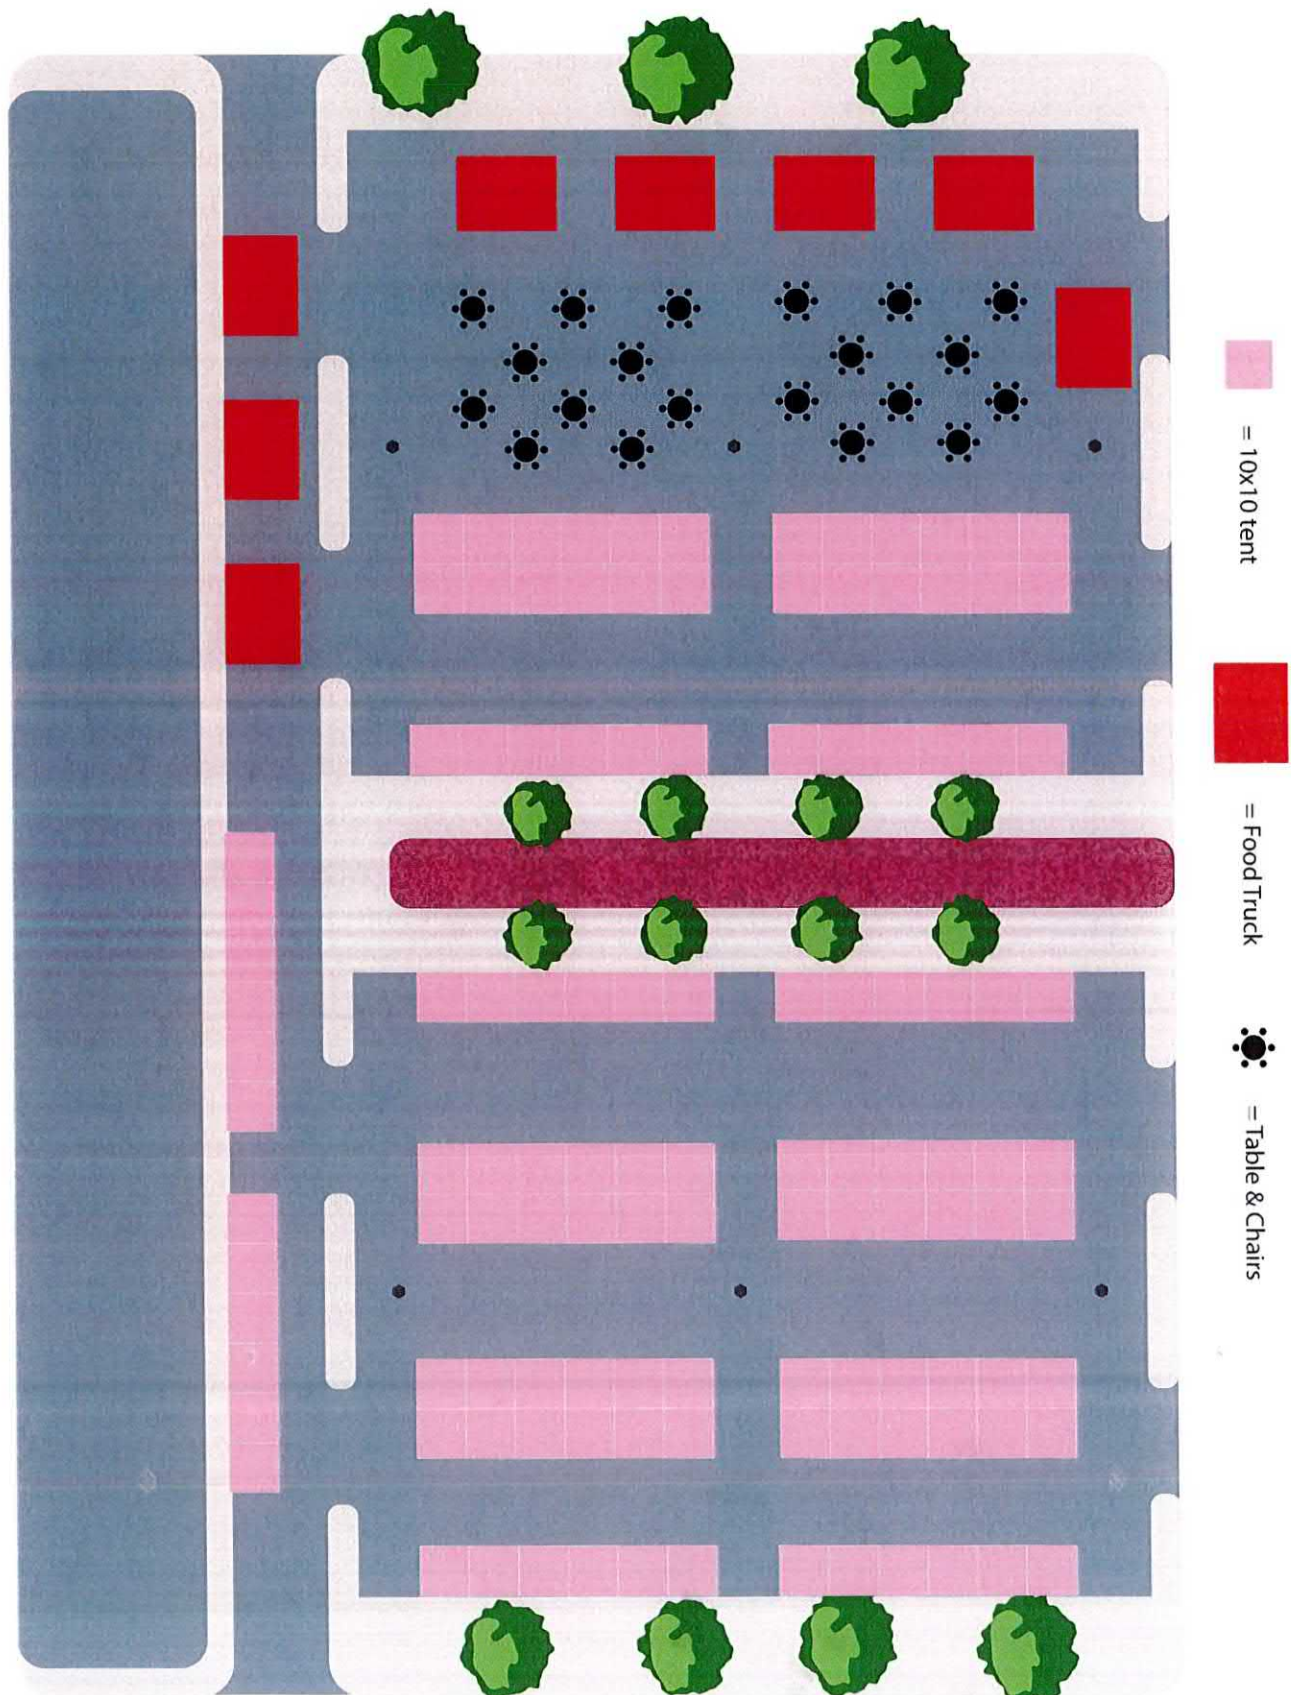 = 10x10 tent
= Food Truck
= Table & Chairs